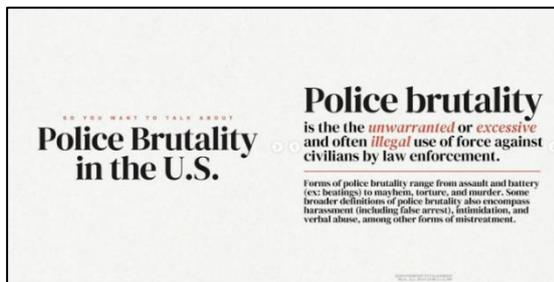 SO YOU WANT TO TALK ABOUT
Police Brutality
in the U.S.
Police brutality
is the the unwarranted or excessive
and often illegal use of force against
civilians by law enforcement.
Forms of police brutality range from assault and battery
(ex: beatings) to mayhem, torture, and murder. Some
broader definitions of police brutality also encompass
harassment (including false arrest), intimidation, and
verbal abuse, among other forms of mistreatment.